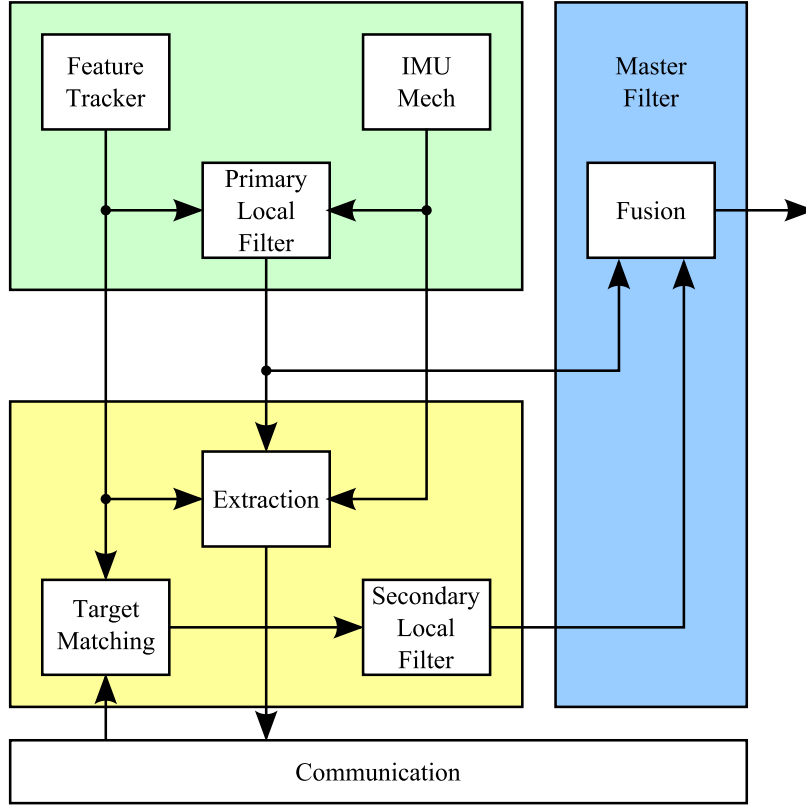 Feature
Tracker
IMU
Mech
Master
Filter
Primary
Local
Filter
Fusion
Extraction
Target
Matching
Secondary
Local
Filter
Communication